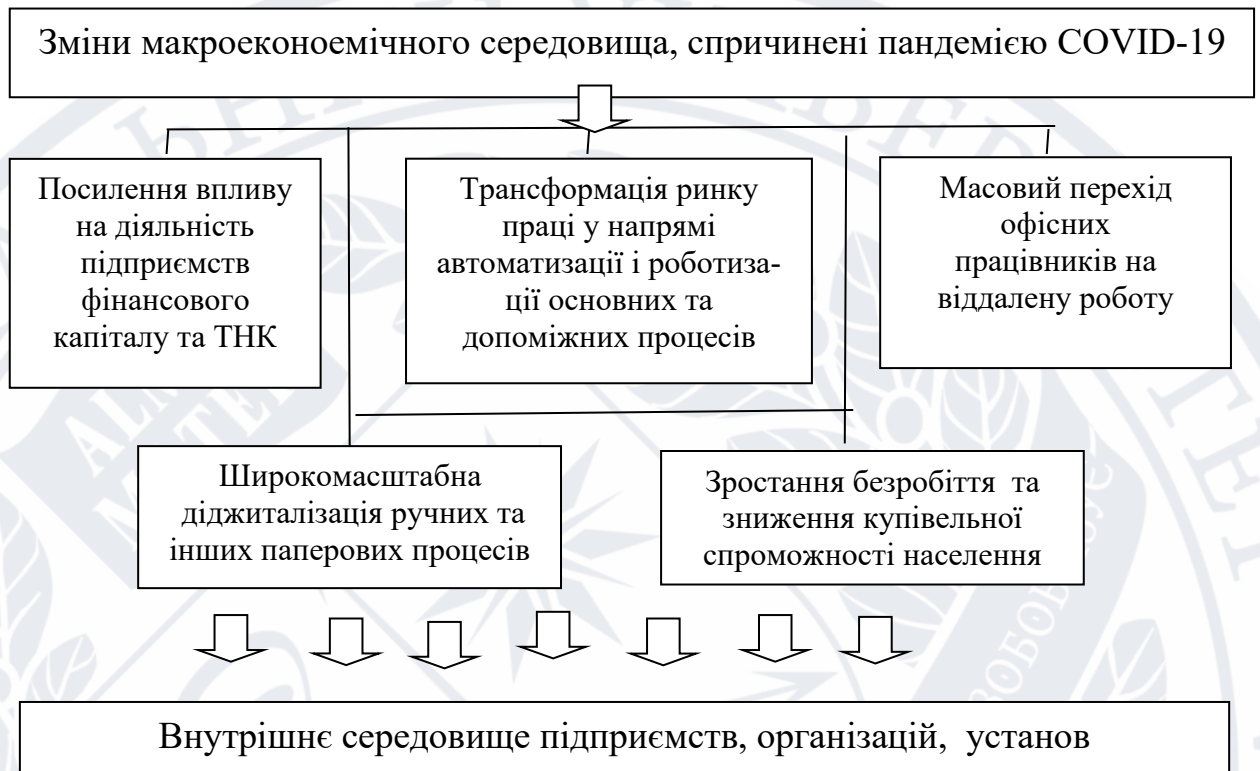 Зміни макроеконоемічного середовища, спричинені пандемією COVID-19
Посилення впливу
на діяльність
підприємств
фінансового
капіталу та ТНК
Трансформація ринку
праці у напрямі
автоматизації і роботиза-
ції основних та
допоміжних процесів
Масовий перехід
офісних
працівників на
віддалену роботу
Широкомасштабна
діджиталізація ручних та
інших паперових процесів
Зростання безробіття та
зниження купівельної
спроможності населення
Внутрішнє середовище підприємств, організацій, установ